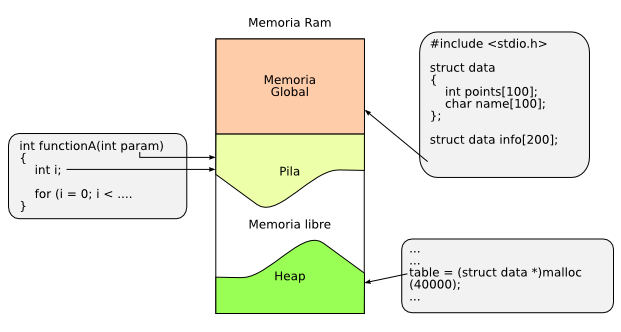 Memoria Ram
Memoria
Global
Pila
Memoria libre
Heap
#include <stdio.h>
struct data
{
int points[100];
char name[100];
};
struct data info[200];
int functionA(int param)
{
int i;
for (i = 0; i < ....
}
...
...
table = (struct data *)malloc
(40000);
...